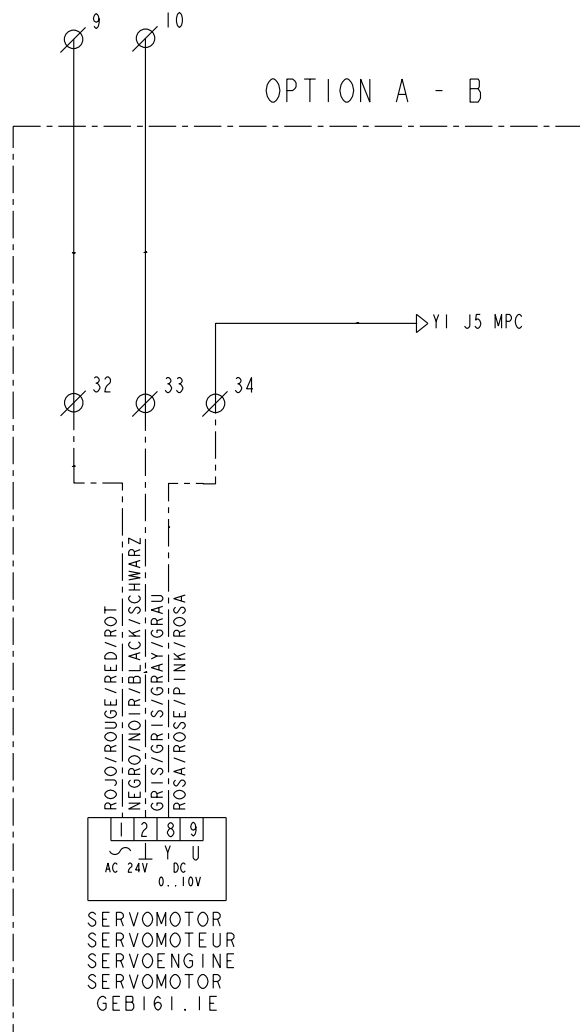 9
10
OPTION A - B
Y1 J5 MPC
32
33
34
ROJO/ROUGE/RED/ROT
NEGRO/NOIR/BLACK/SCHWARZ
GRIS/GRIS/GRAY/GRAU
ROSA/ROSE/PINK/ROSA
1 2 8 9
Y U
AC 24V DC
0..10V
SERVOMOTOR
SERVOMOTEUR
SERVOENGINE
SERVOMOTOR
GEB161.1E